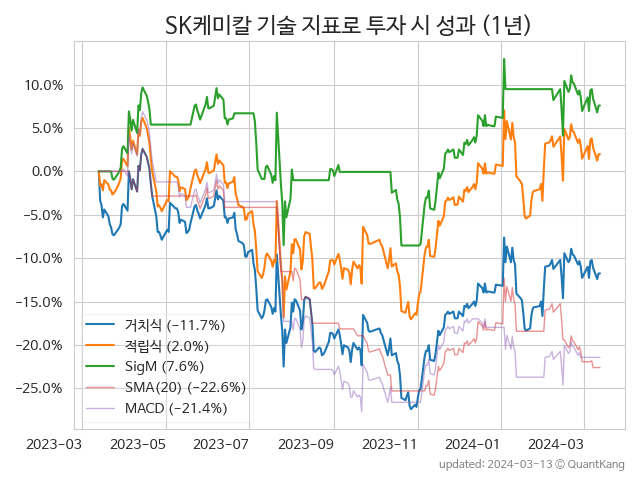 SK케미칼 기술 지표로 투자 시 성과 (1년)
10.0%
5.0%
0.0%
−5.0%
−10.0%
−15.0%
−20.0%
−25.0%
거치식 (−11.7%)
적립식 (2.0%)
SigM (7.6%)
SMA(20) (−22.6%)
MACD (−21.4%)
2023-03 2023-05 2023-07 2023-09 2023-11 2024-01 2024-03
updated: 2024-03-13 © QuantKang